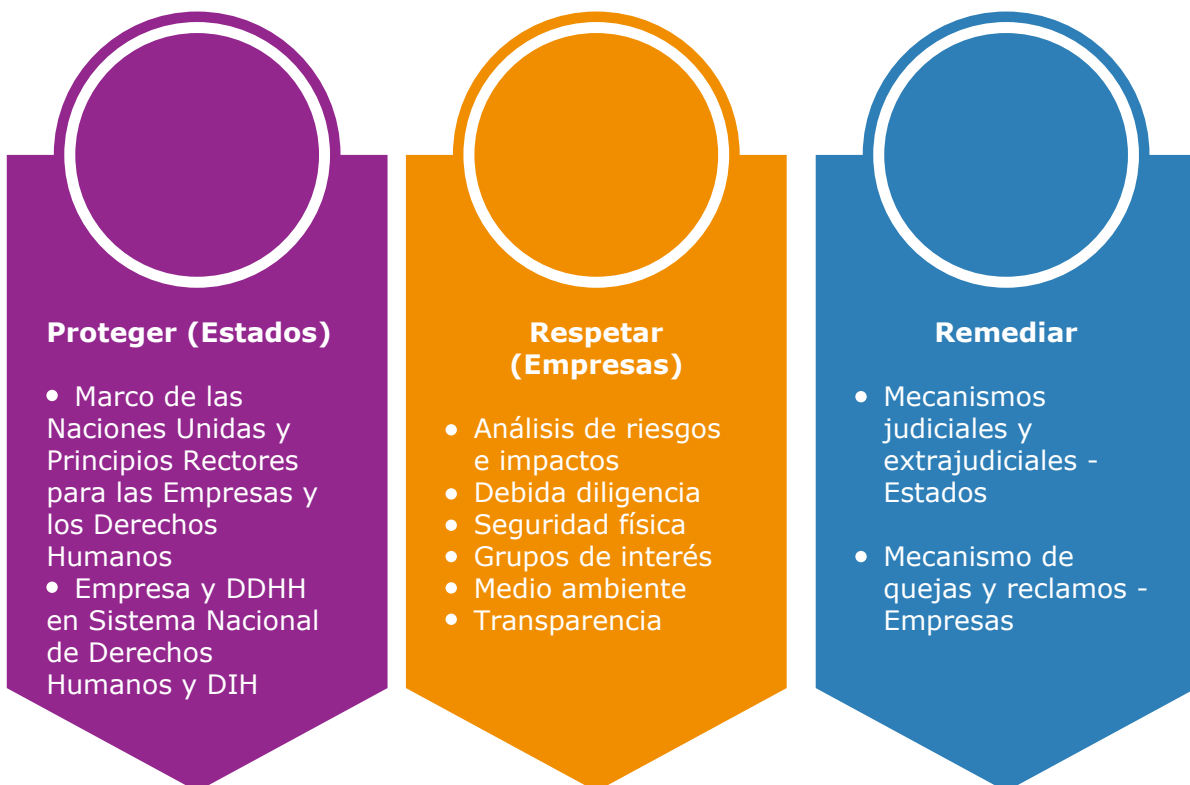 Proteger (Estados)
• Marco de las
Naciones Unidas y
Principios Rectores
para las Empresas y
los Derechos
Humanos
• Empresa y DDHH
en Sistema Nacional
de Derechos
Humanos y DIH
Respetar
(Empresas)
• Análisis de riesgos
e impactos
• Debida diligencia
• Seguridad física
• Grupos de interés
• Medio ambiente
• Transparencia
Remediar
• Mecanismos
judiciales y
extrajudiciales -
Estados
• Mecanismo de
quejas y reclamos -
Empresas